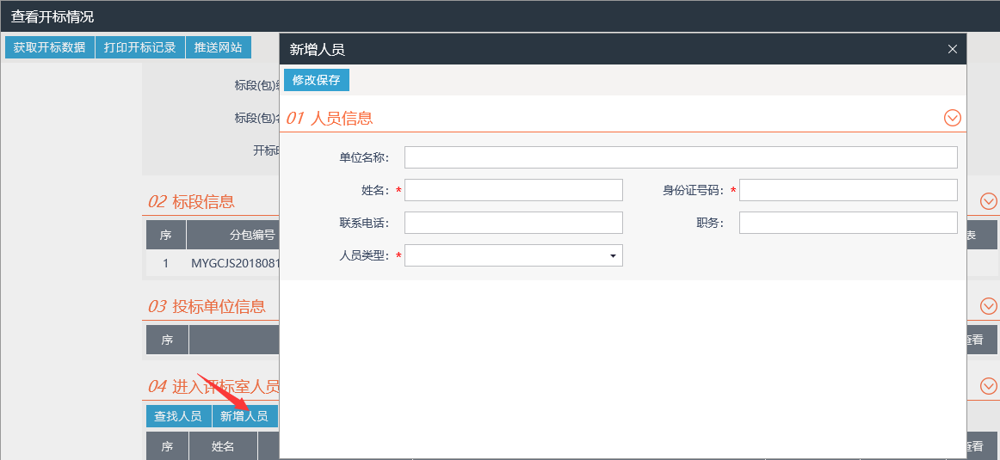 查看开标情况
获取开标数据 打印开标记录 推送网站
新增人员
修改保存
标段(包)
标段(包)
开标
01 人员信息
单位名称：
姓名：*
身份证号码：*
联系电话：
职务：
人员类型：*
02 标段信息
序 分包编号 表
1 MYGCJS2018081
03 投标单位信息
序 查看
04 进入评标室人员
查找人员 新增人员
序 姓名 查看